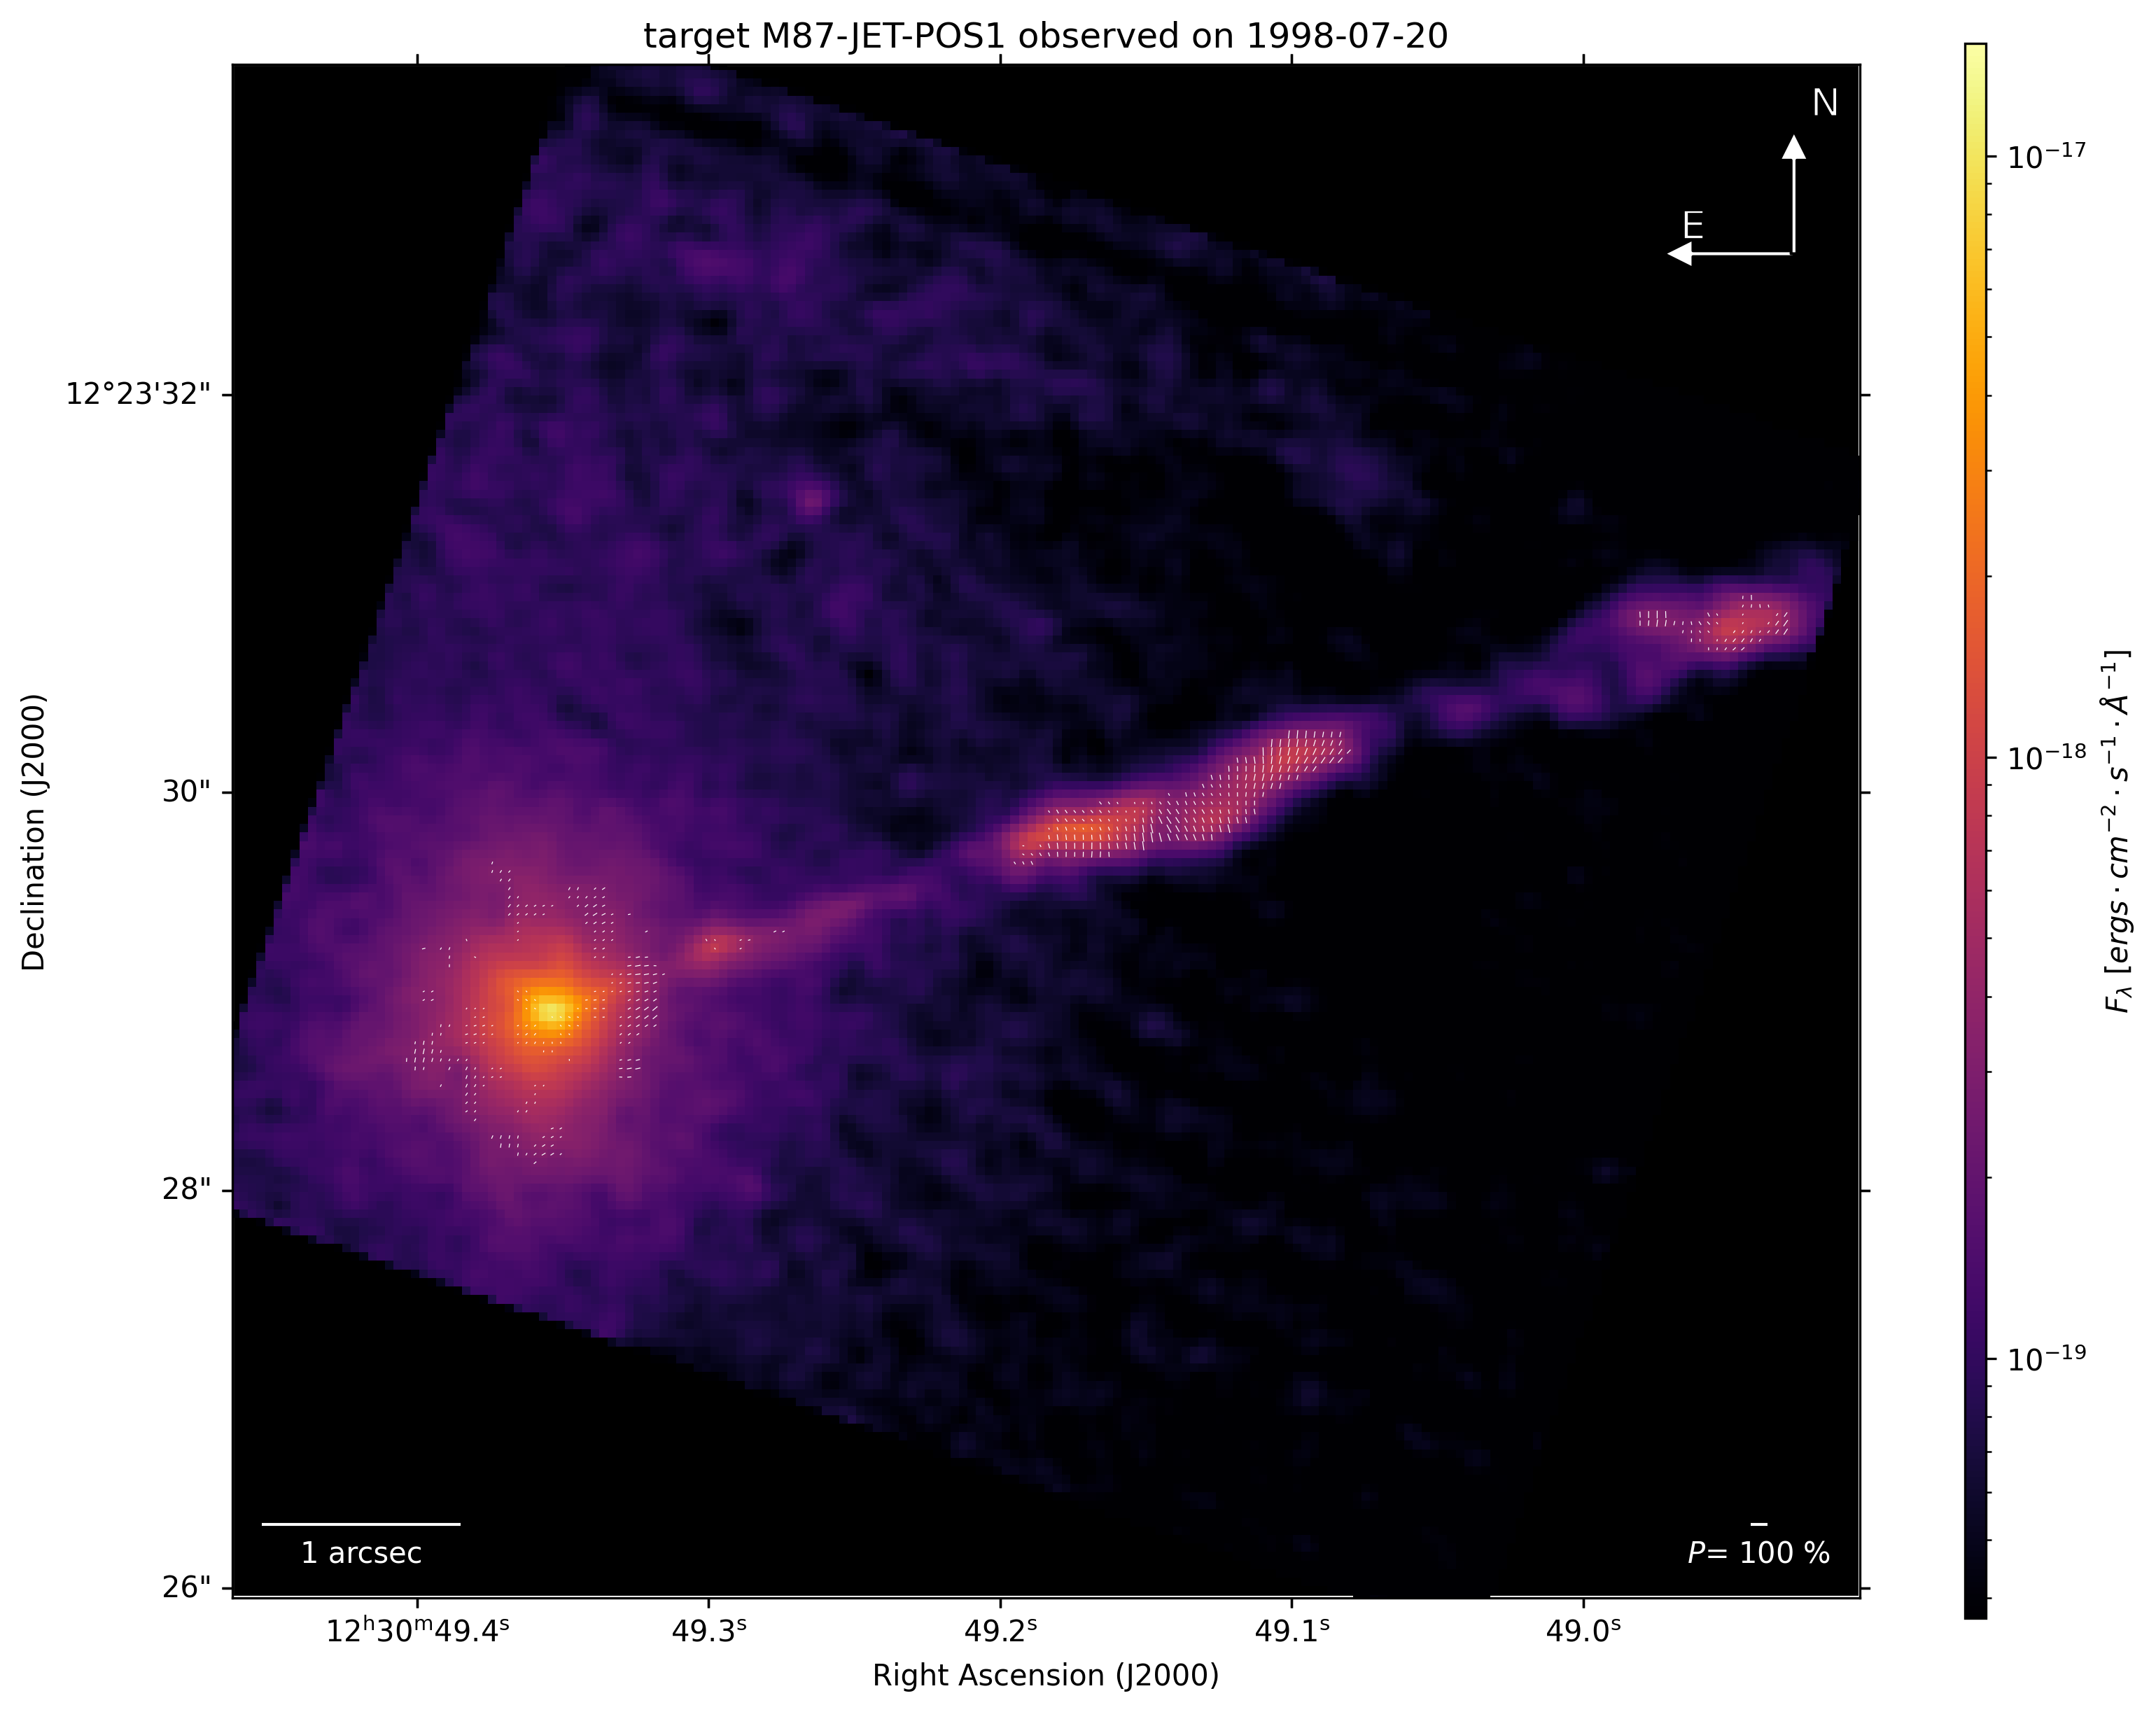 target M87-JET-POS1 observed on 1998-07-20
N
E
12°23'32"
30"
28"
26"
Declination (J2000)
1 arcsec
P= 100 %
12ʰ30ᵐ49.4ˢ
49.3ˢ
49.2ˢ
49.1ˢ
49.0ˢ
Right Ascension (J2000)
10⁻¹⁷
10⁻¹⁸
10⁻¹⁹
F_λ [ergs · cm⁻² · s⁻¹ · Å⁻¹]